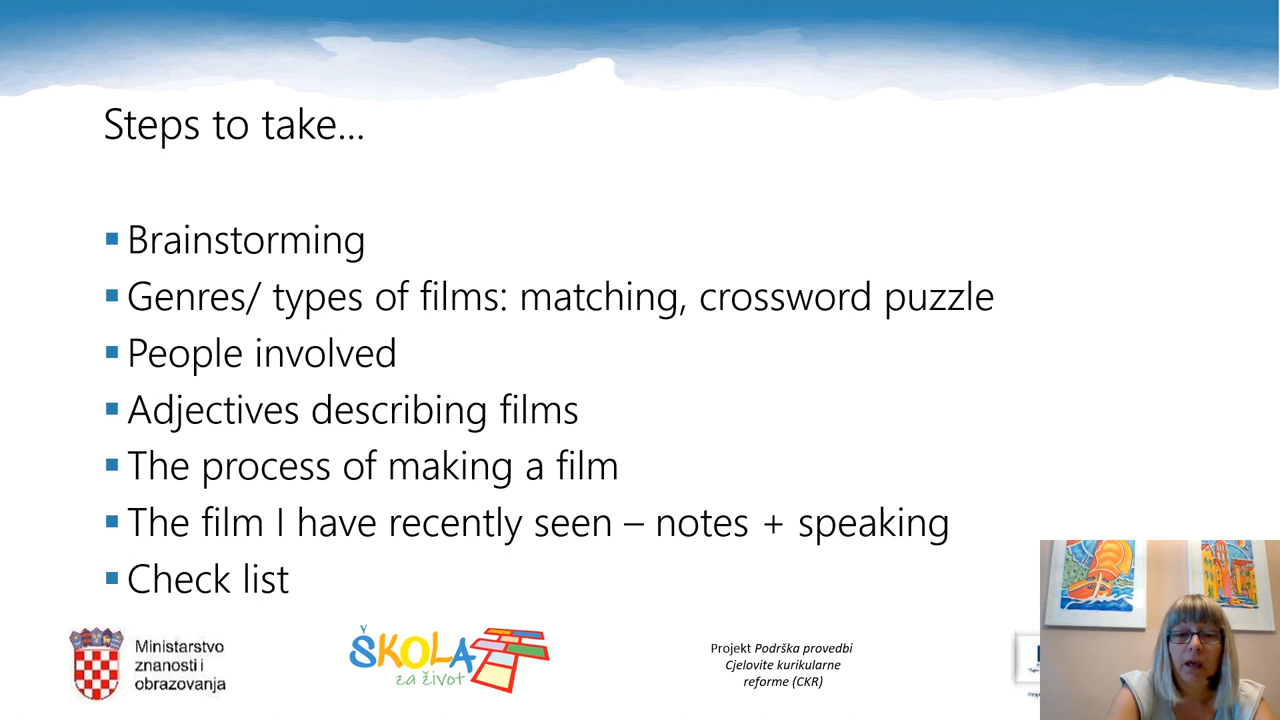 Steps to take...
Brainstorming
Genres/ types of films: matching, crossword puzzle
People involved
Adjectives describing films
The process of making a film
The film I have recently seen – notes + speaking
Check list
Ministarstvo
znanosti i
obrazovanja
ŠKOLA
za život
Projekt Podrška provedbi
Cjelovite kurikularne
reforme (CKR)